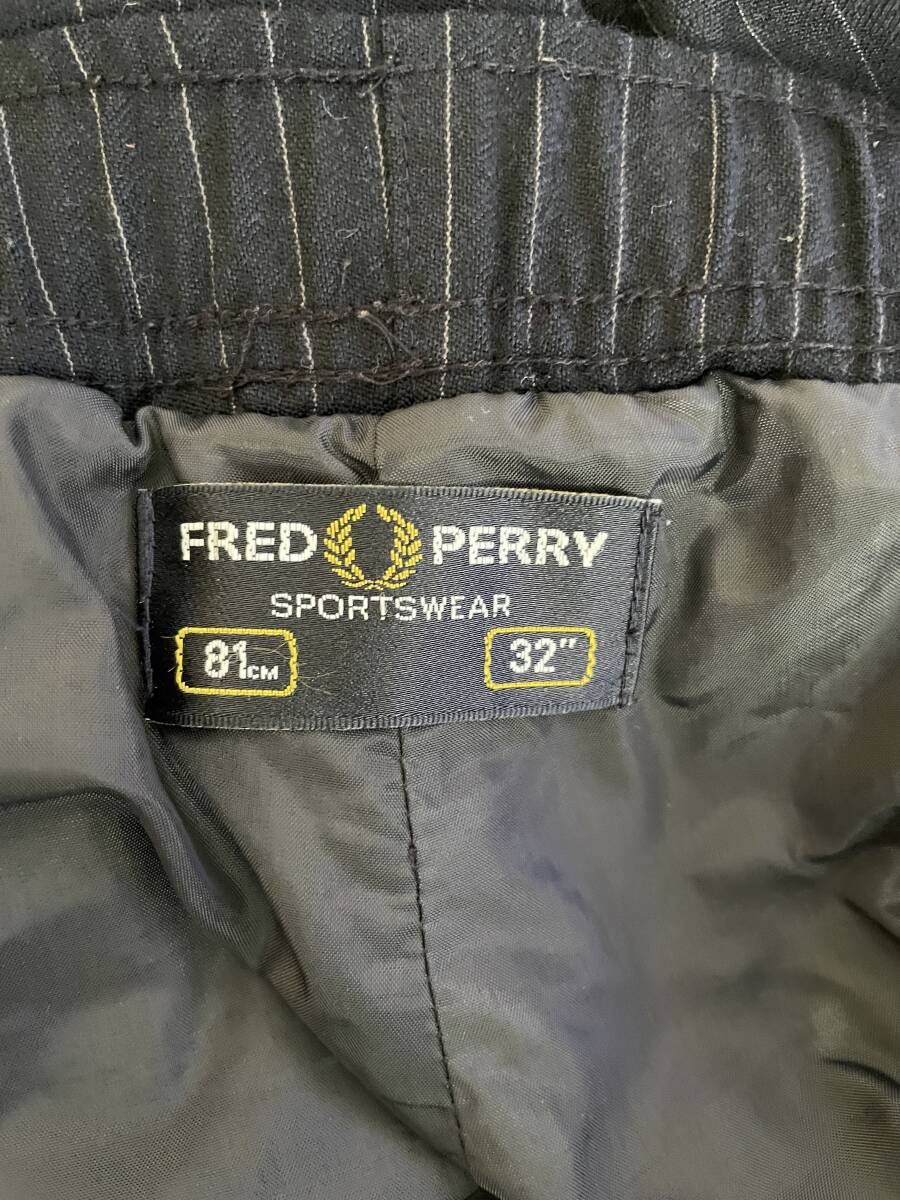 FRED PERRY
SPORTSWEAR
81CM 32"